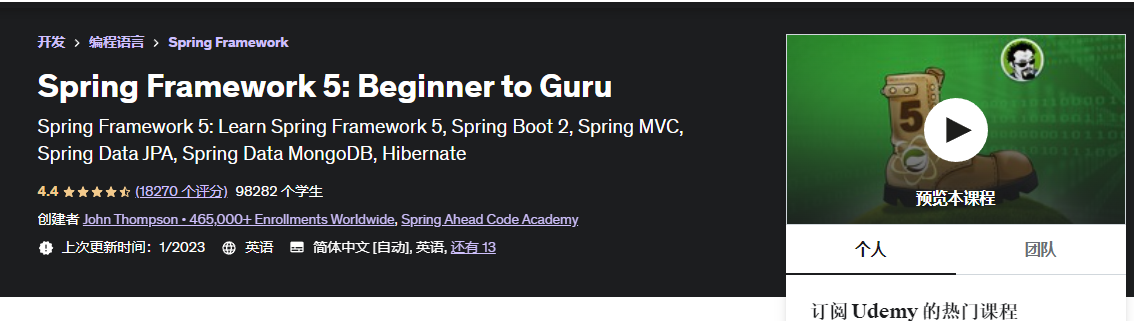 开发 > 编程语言 > Spring Framework
Spring Framework 5: Beginner to Guru
Spring Framework 5: Learn Spring Framework 5, Spring Boot 2, Spring MVC,
Spring Data JPA, Spring Data MongoDB, Hibernate
4.4 (18270 个评分) 98282 个学生
创建者 John Thompson • 465,000+ Enrollments Worldwide, Spring Ahead Code Academy
上次更新时间：1/2023 英语 简体中文 [自动], 英语, 还有 13
5
预览本课程
个人 团队
订阅 Udemy 的热门课程